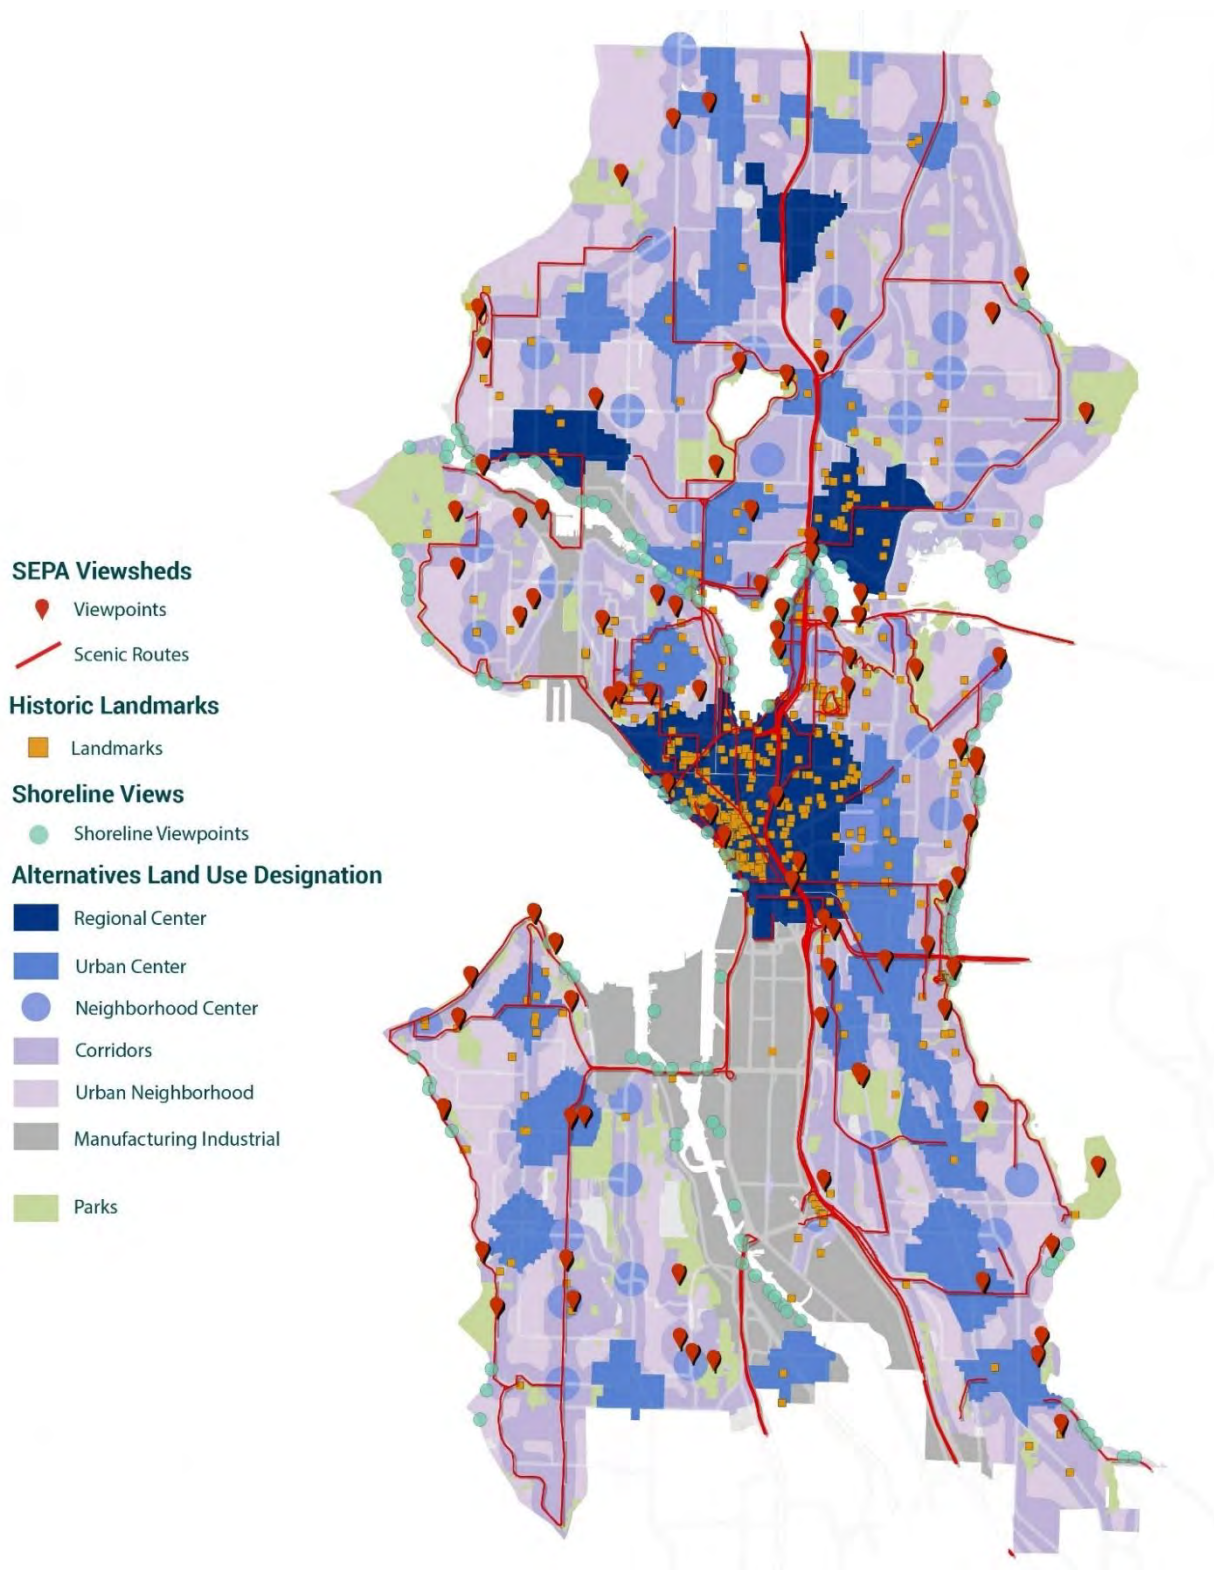 SEPA Viewsheds
Viewpoints
Scenic Routes
Historic Landmarks
Landmarks
Shoreline Views
Shoreline Viewpoints
Alternatives Land Use Designation
Regional Center
Urban Center
Neighborhood Center
Corridors
Urban Neighborhood
Manufacturing Industrial
Parks